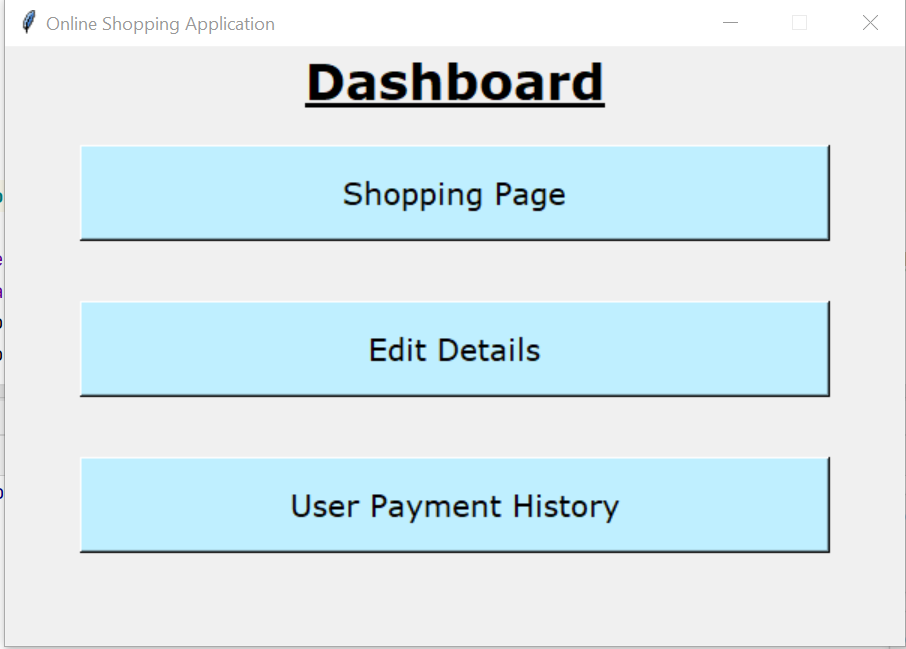 Online Shopping Application
Dashboard
Shopping Page
Edit Details
User Payment History